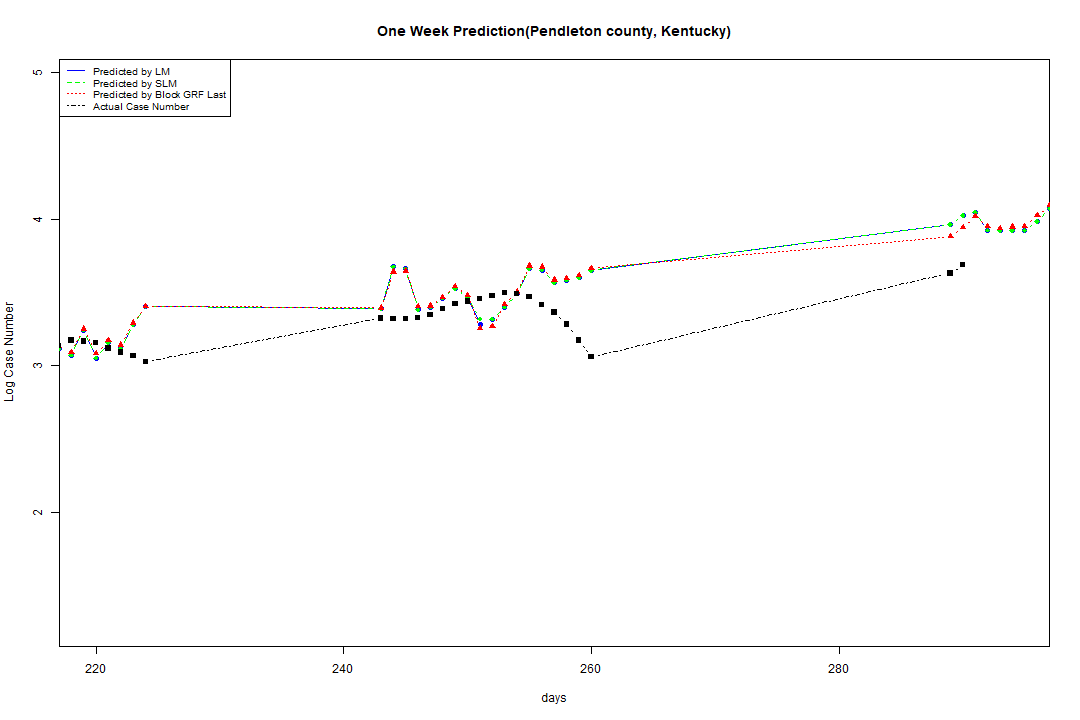 One Week Prediction(Pendleton county, Kentucky)
5
4
3
2
Log Case Number
Predicted by LM
Predicted by SLM
Predicted by Block GRF Last
Actual Case Number
220
240
260
280
days